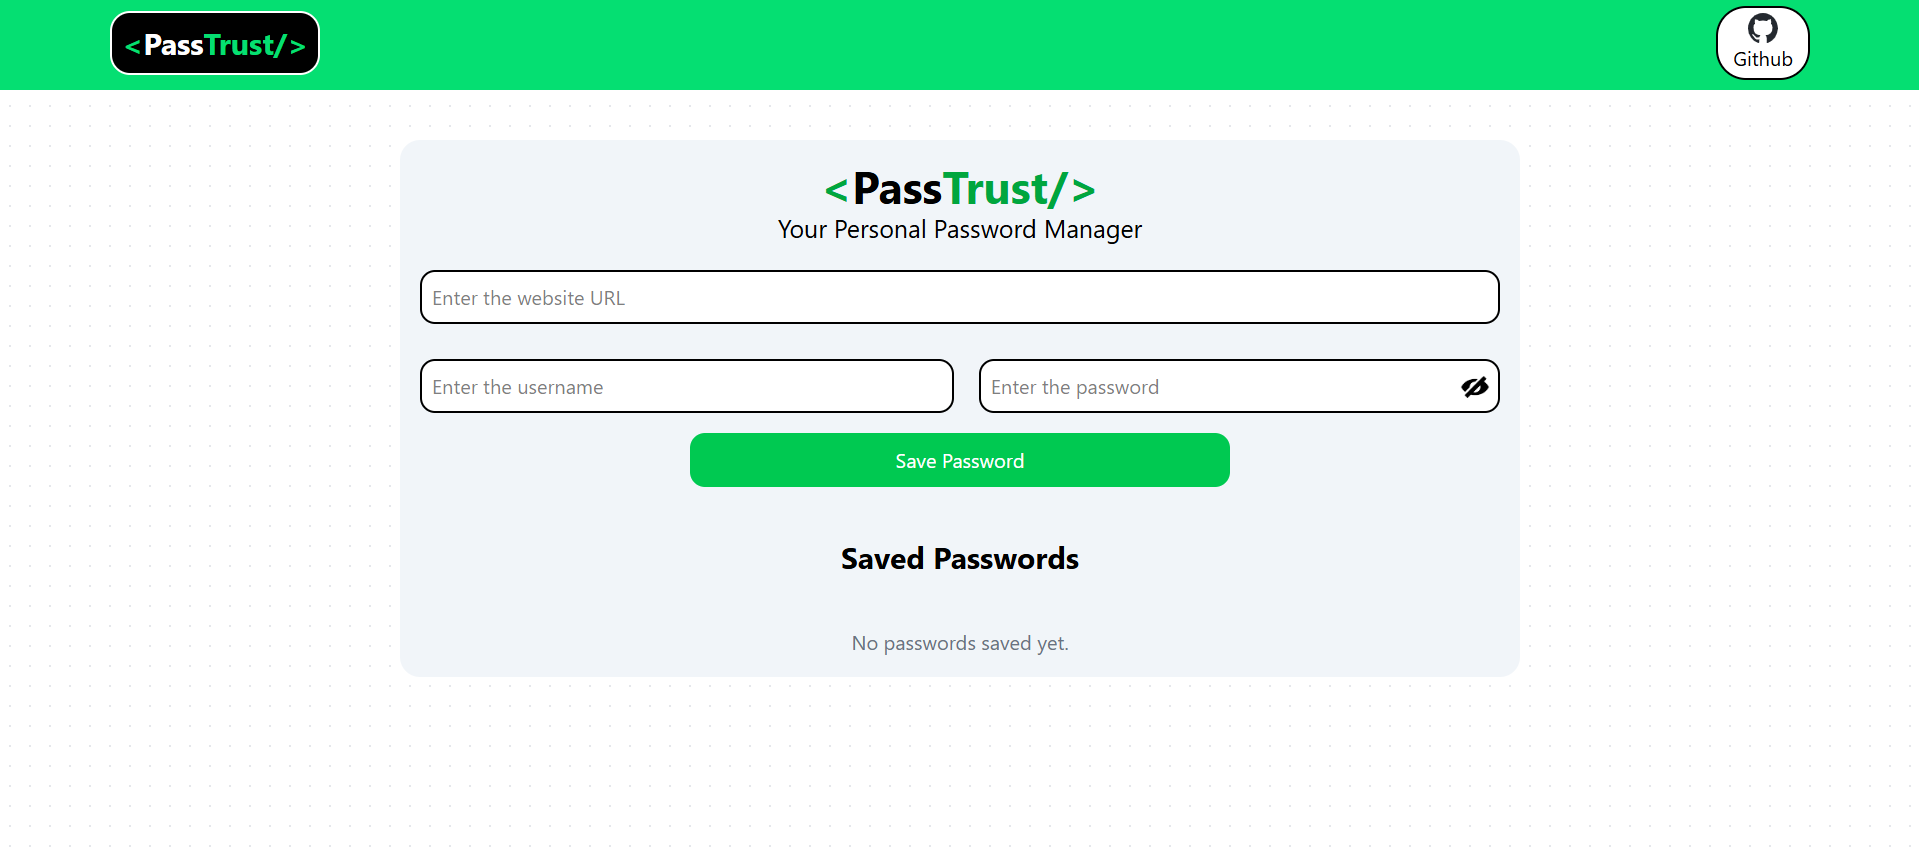 <PassTrust/>
Github
<PassTrust/>
Your Personal Password Manager
Enter the website URL
Enter the username
Enter the password
Save Password
Saved Passwords
No passwords saved yet.